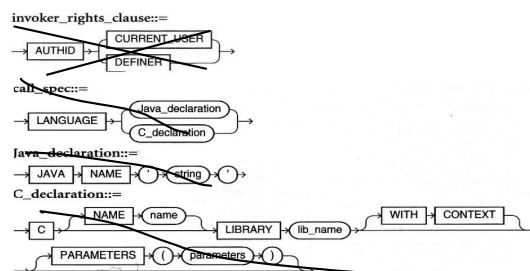 invoker_rights_clause::=
CURRENT_USER
AUTHID
DEFINER
call_spec::=
Java_declaration
LANGUAGE
C_declaration
Java_declaration::=
JAVA NAME ' string '
C_declaration::=
NAME name WITH CONTEXT
C LIBRARY lib_name
PARAMETERS ( parameters )